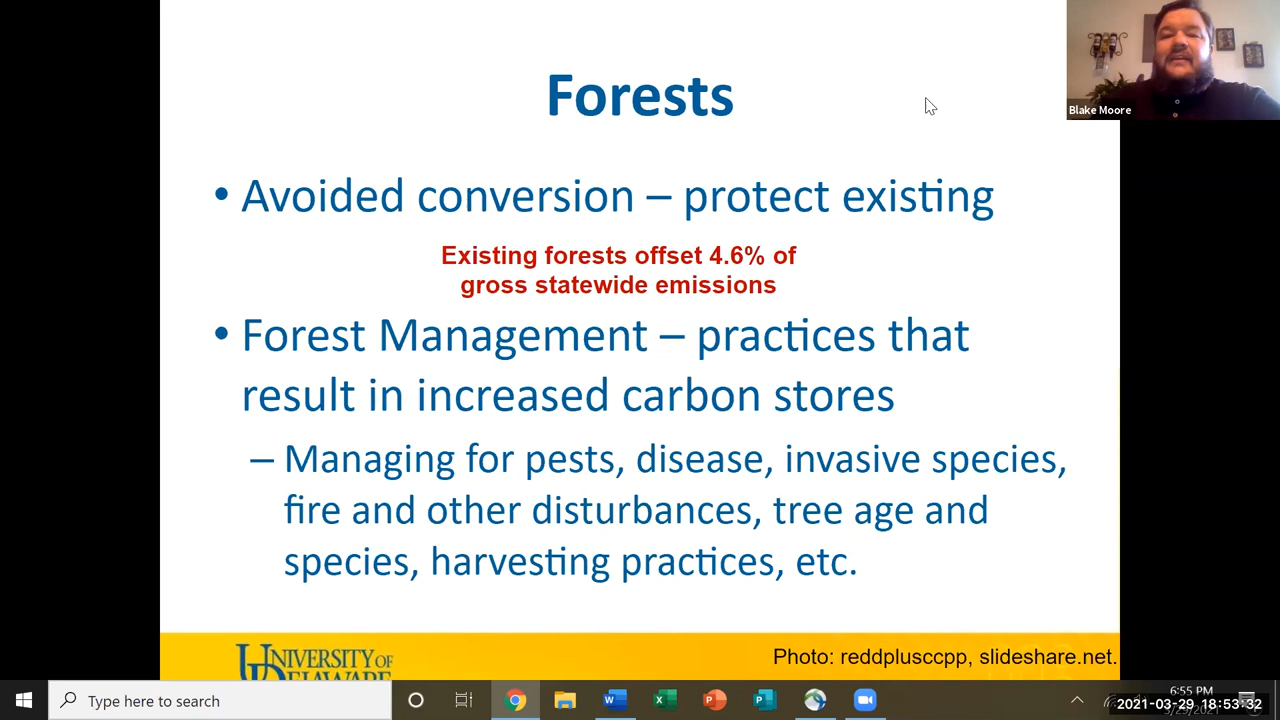 Forests
Blake Moore
• Avoided conversion – protect existing
Existing forests offset 4.6% of
gross statewide emissions
• Forest Management – practices that
result in increased carbon stores
– Managing for pests, disease, invasive species,
fire and other disturbances, tree age and
species, harvesting practices, etc.
UNIVERSITY OF
DELAWARE
Photo: reddplusccpp, slideshare.net.
Type here to search
6:55 PM
2021-03-29 18:53:32